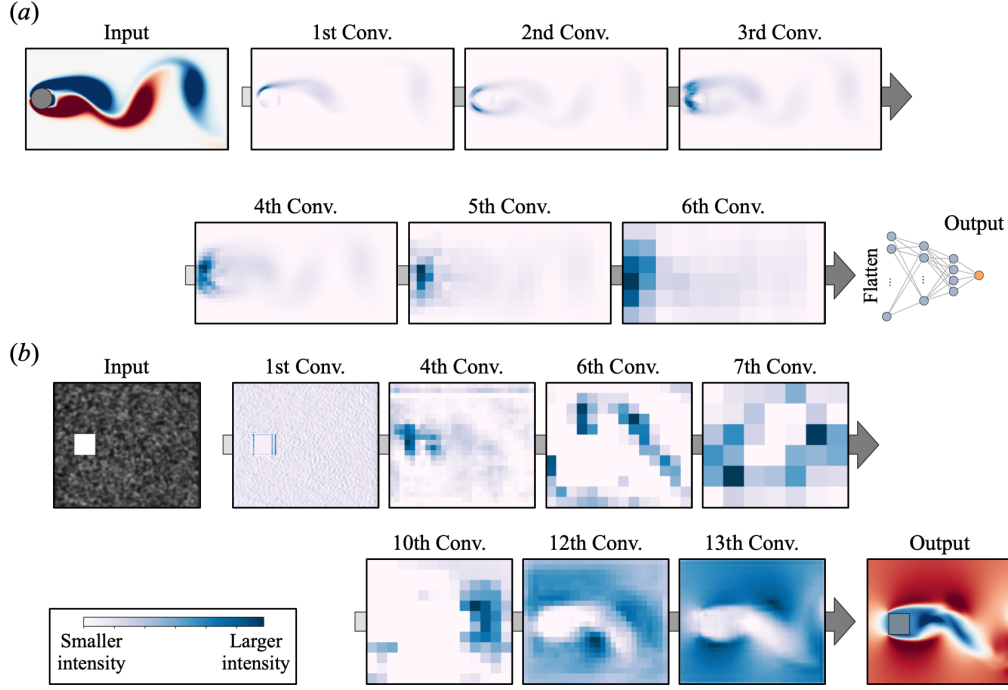 (a)
Input
1st Conv.
2nd Conv.
3rd Conv.
4th Conv.
5th Conv.
6th Conv.
Flatten
...
...
Output
(b)
Input
1st Conv.
4th Conv.
6th Conv.
7th Conv.
10th Conv.
12th Conv.
13th Conv.
Output
Smaller
intensity
Larger
intensity